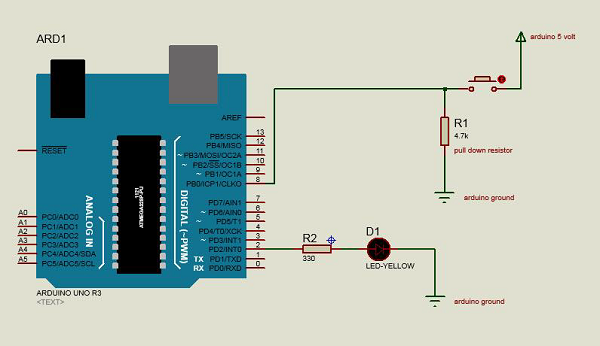 ARD1
arduino 5 volt
AREF
RESET
PB5/SCK 13
PB4/MISO 12
~ PB3/MOSI/OC2A 11
~ PB2/SS/OC1B 10
~ PB1/OC1A 9
PB0/ICP1/CLKO 8
PD7/AIN1 7
~ PD6/AIN0 6
~ PD5/T1 5
PD4/T0/XCK 4
~ PD3/INT1 3
PD2/INT0 2
TX PD1/TXD 1
RX PD0/RXD 0
DIGITAL (~PWM)
ANALOG IN
A0 PC0/ADC0
A1 PC1/ADC1
A2 PC2/ADC2
A3 PC3/ADC3
A4 PC4/ADC4/SDA
A5 PC5/ADC5/SCL
R1
4.7k
pull down resistor
arduino ground
R2
330
D1
LED-YELLOW
arduino ground
ARDUINO UNO R3
<TEXT>